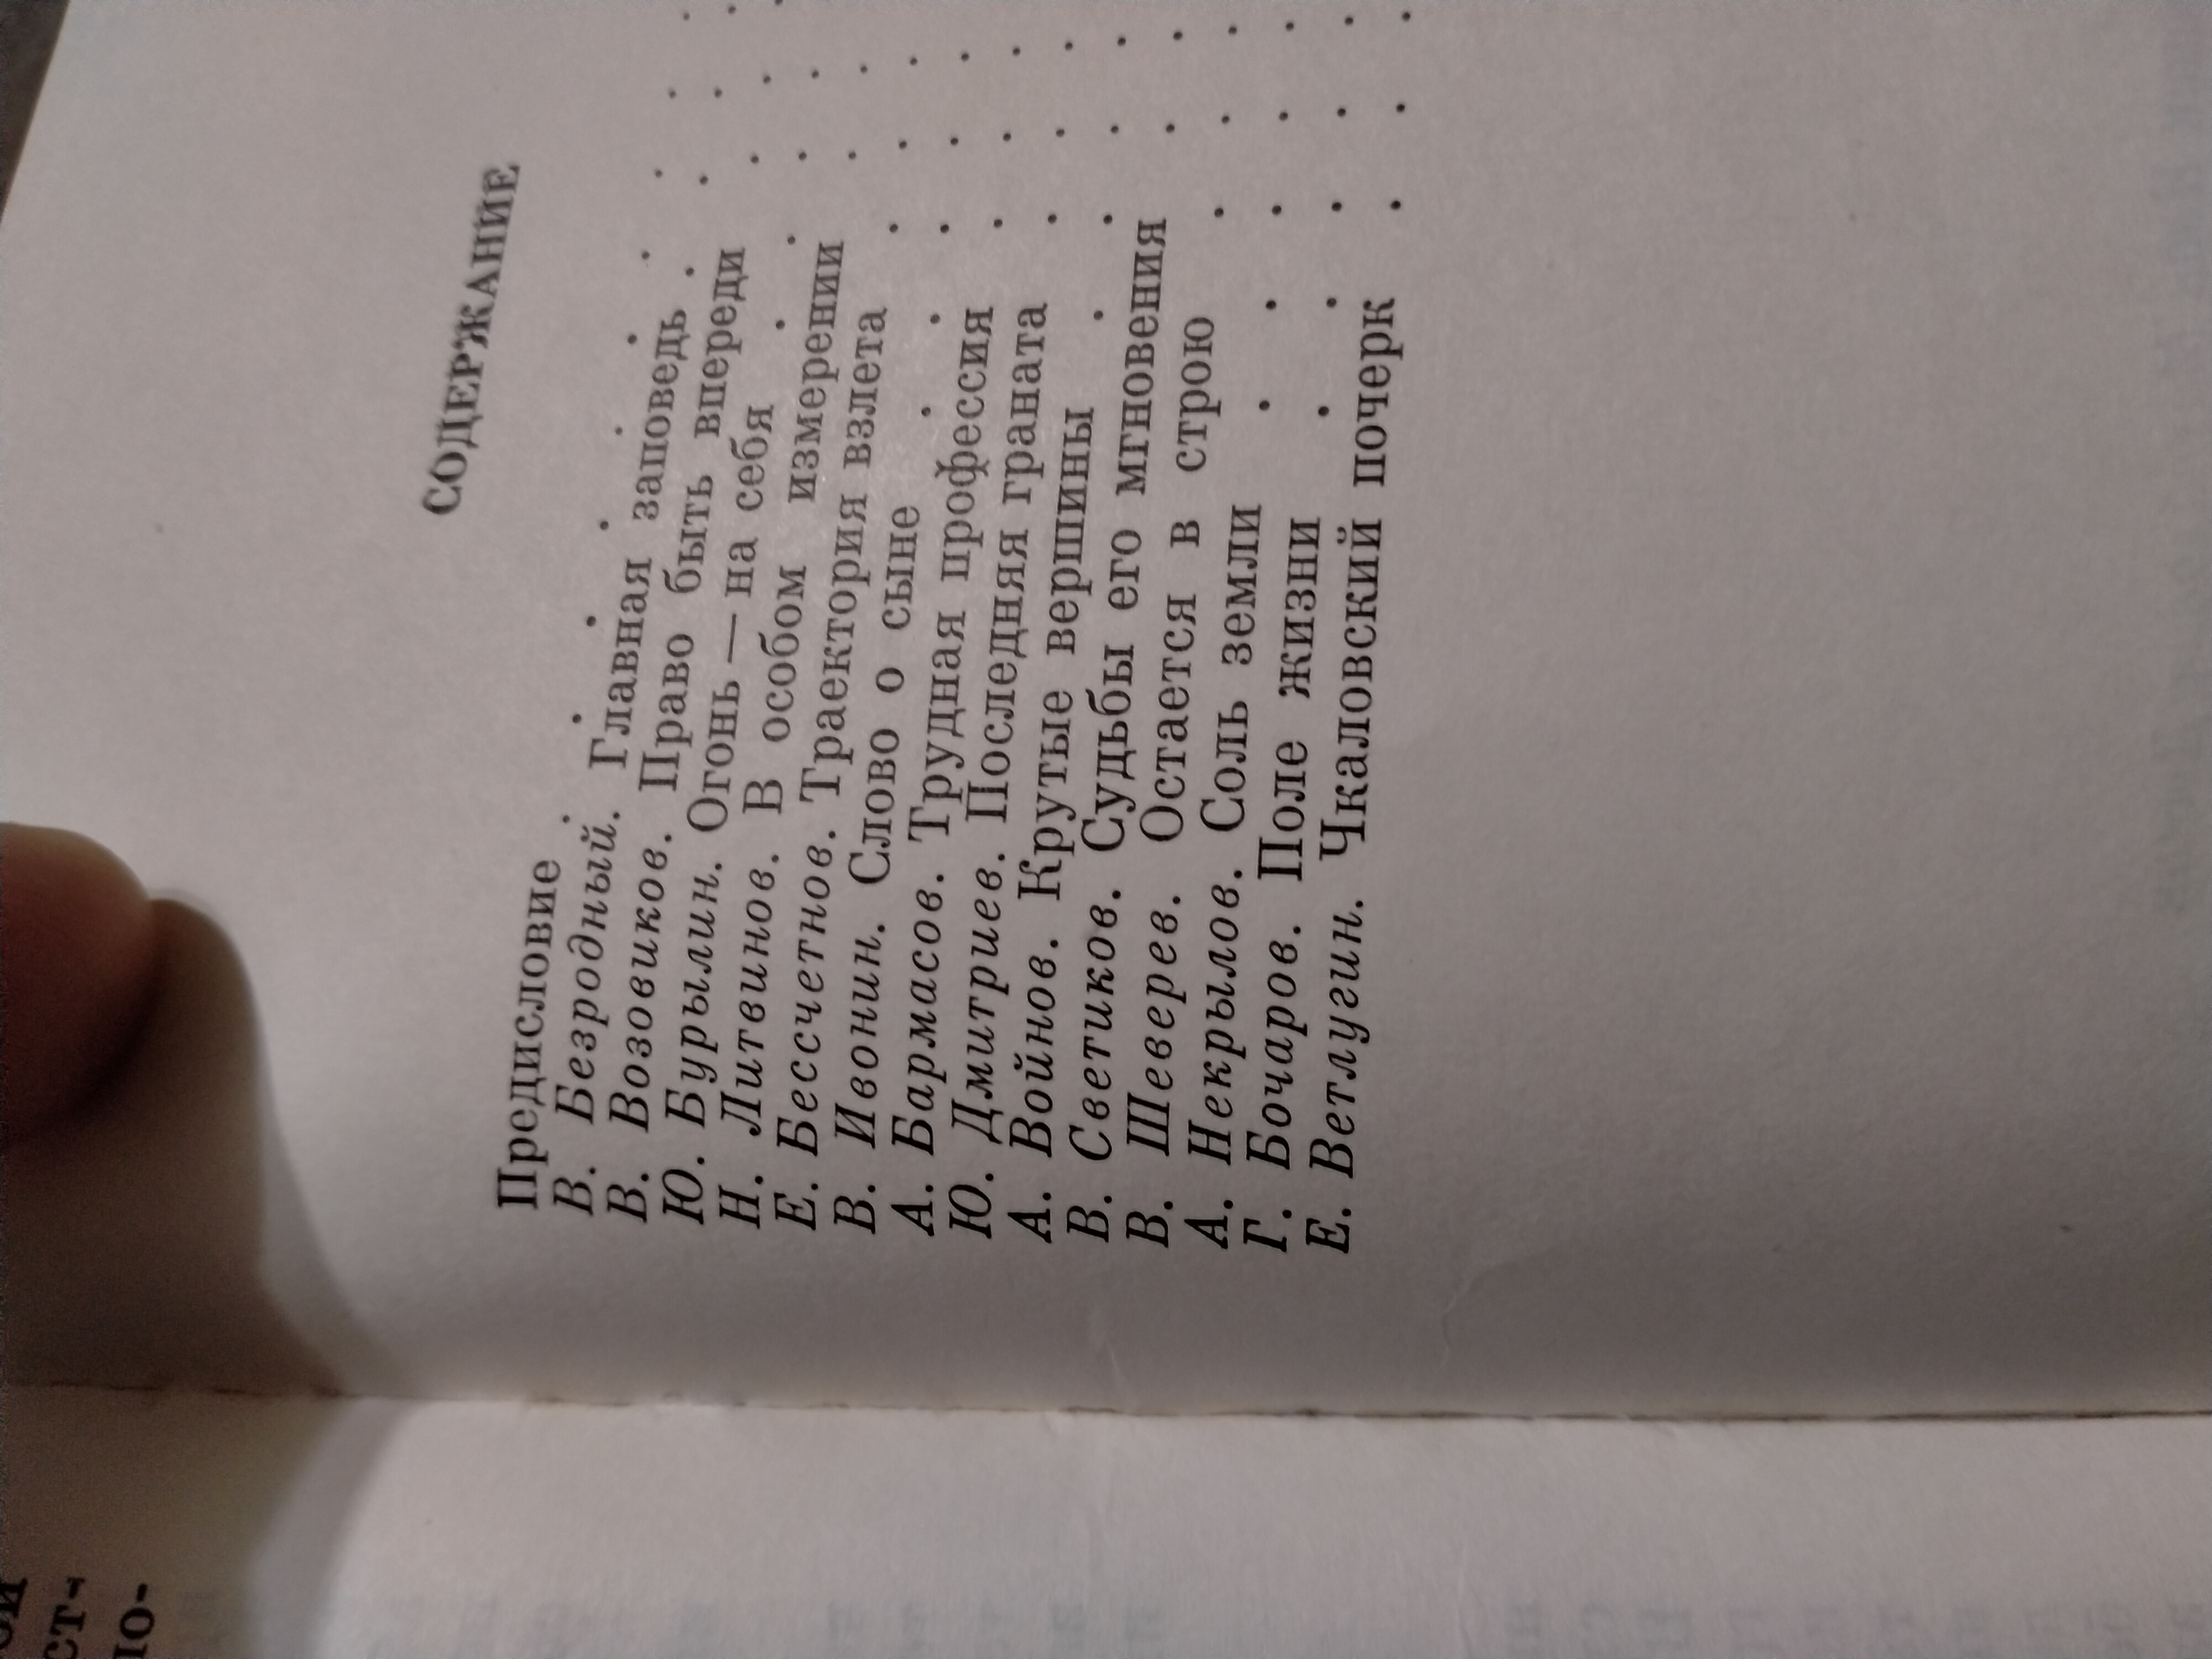 СОДЕРЖАНИЕ
Предисловие . . . . . . . . . .
В. Безродный. Главная заповедь . . . .
В. Возовиков. Право быть впереди . . .
Ю. Бурылин. Огонь — на себя . . . .
Н. Литвинов. В особом измерении . . .
Е. Бессчетнов. Траектория взлета . . .
В. Ивонин. Слово о сыне . . . . .
А. Бармасов. Трудная профессия . . .
Ю. Дмитриев. Последняя граната . . .
А. Войнов. Крутые вершины . . . .
В. Светиков. Судьбы его мгновения . .
В. Шеверев. Остается в строю . . .
А. Некрылов. Соль земли . . . . .
Г. Бочаров. Поле жизни . . . . .
Е. Ветлугин. Чкаловский почерк . . .